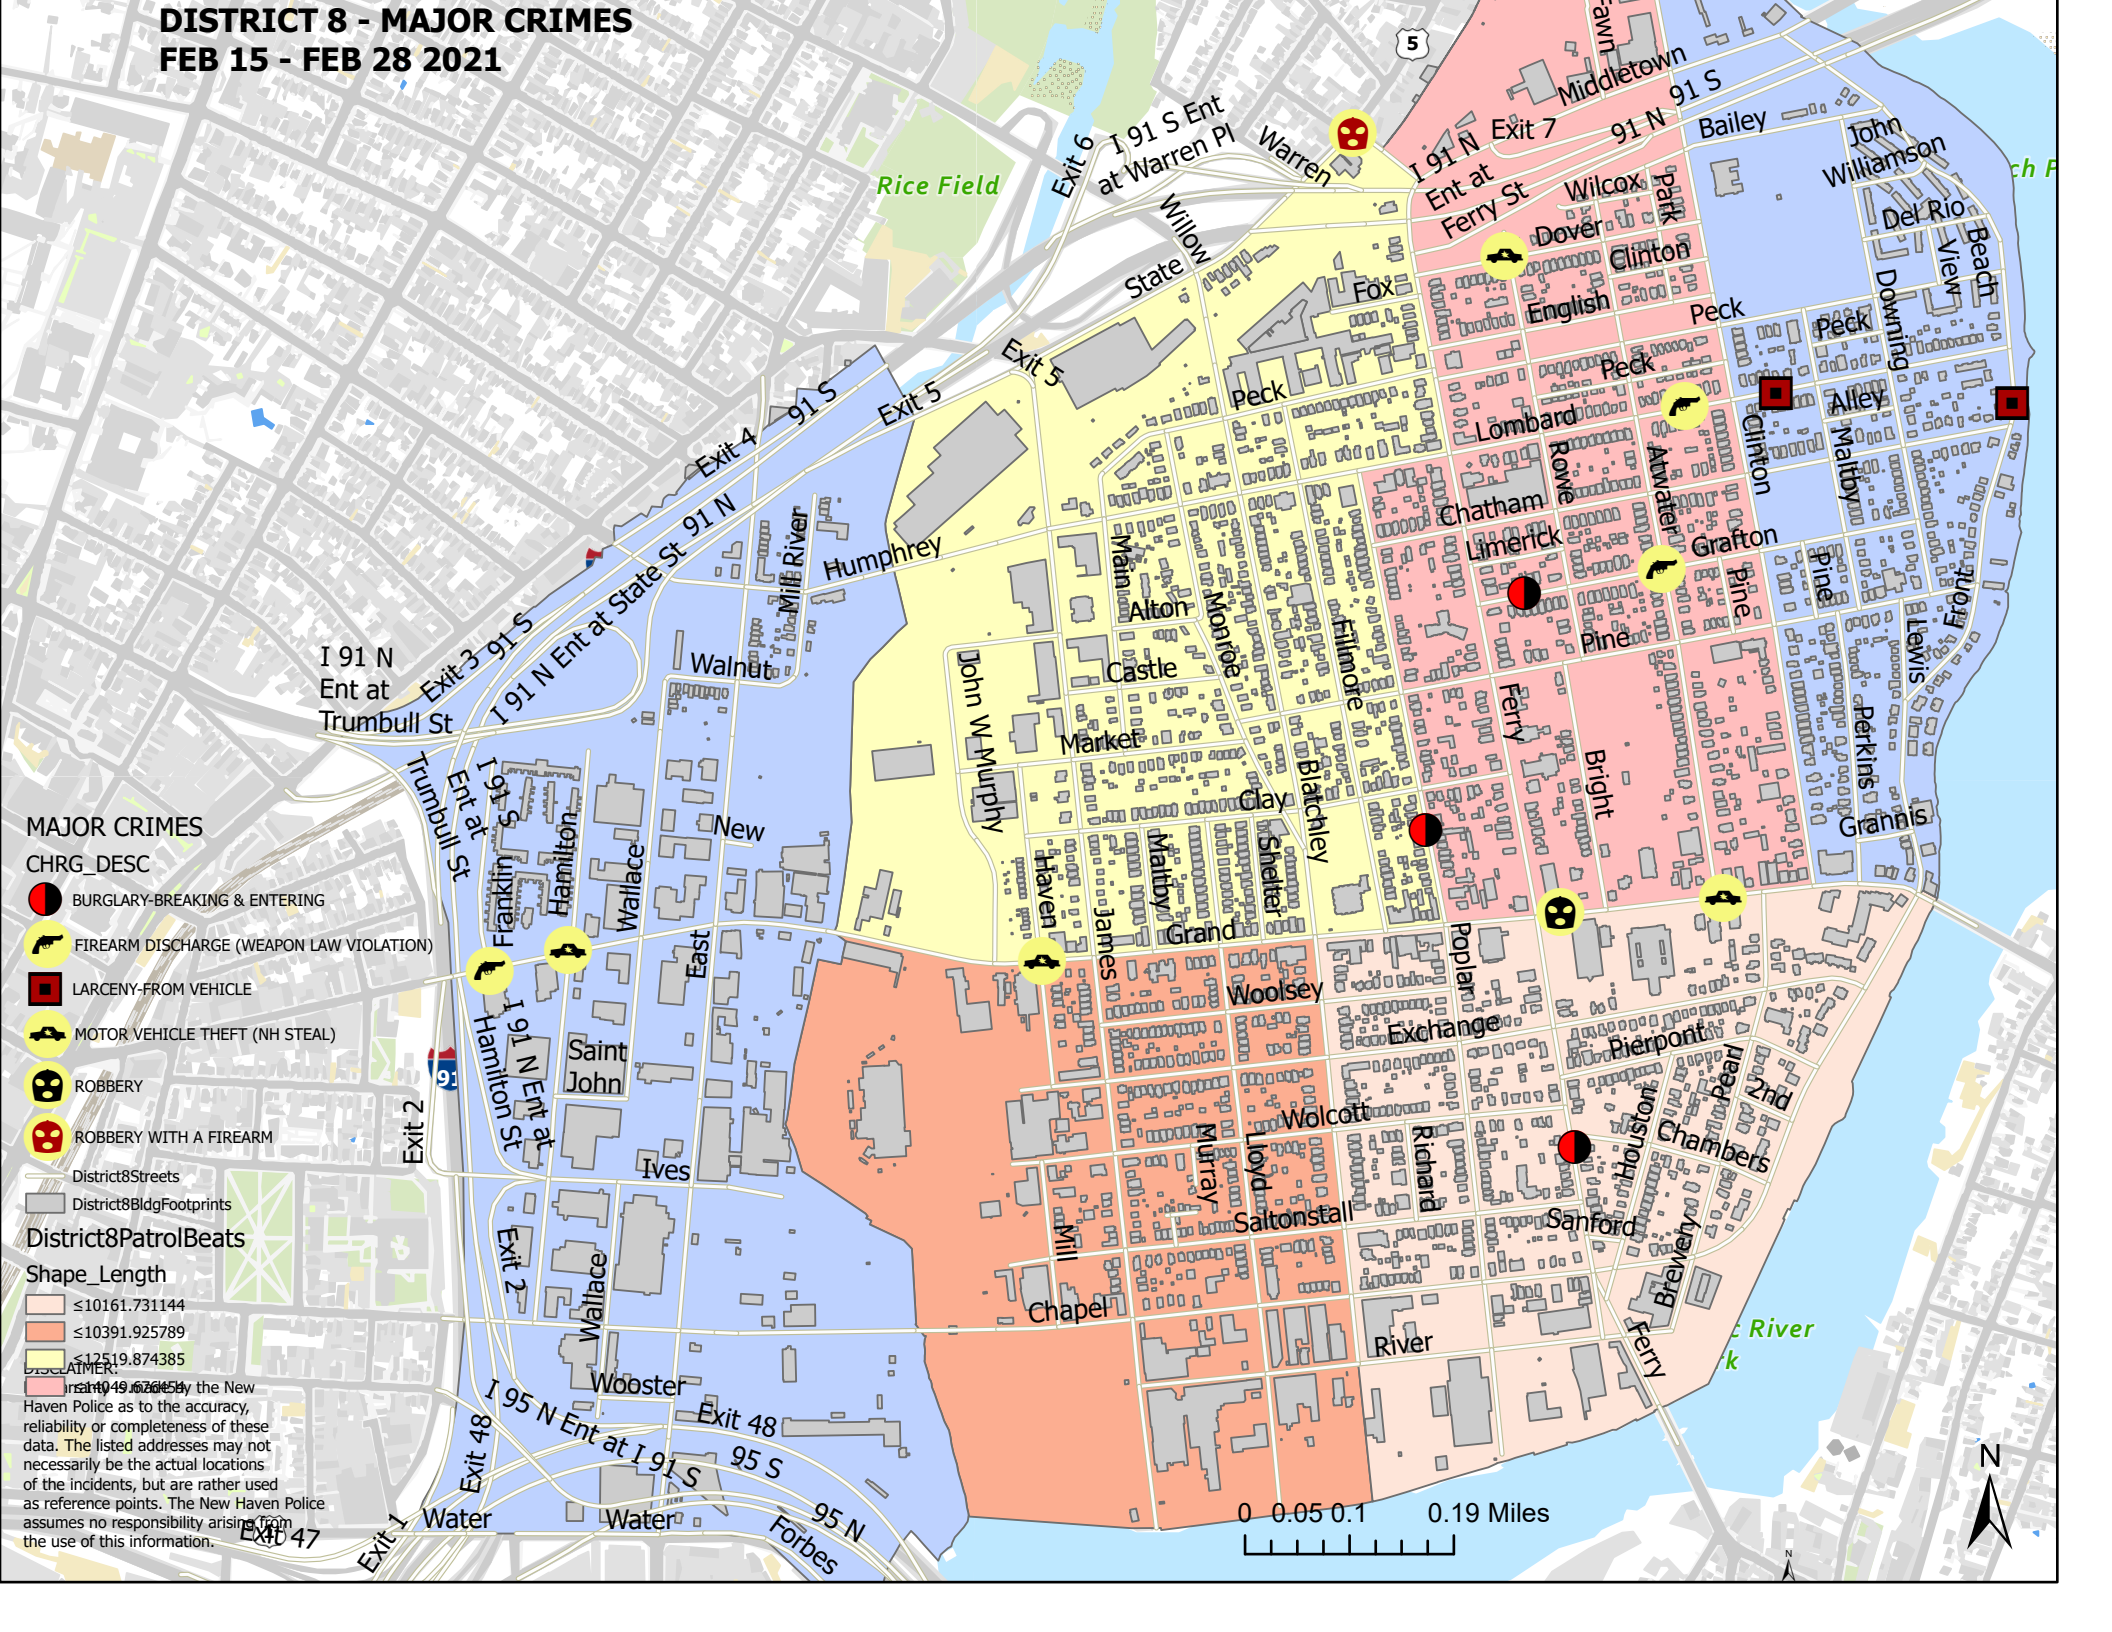 DISTRICT 8 - MAJOR CRIMES
FEB 15 - FEB 28 2021
5
Fawn
Middletown
91 S
Exit 7
91 N
Bailey
John
Williamson
I 91 S Ent
at Warren Pl
Exit 6
Warren
I 91 N
Ent at
Ferry St
Wilcox
Park
Rice Field
Willow
Dover
Clinton
Del Rio
View
Beach
State
Fox
English
Peck
Peck
Downing
Exit 5
Exit 5
Peck
Peck
91 S
Exit 4
Lombard
Alley
Clinton
Maltby
Rowe
Atwater
91 N
Chatham
Limerick
Grafton
Mill River
Humphrey
Main
Pine
Pine
Front
Alton
Monroe
Fillmore
Pine
Lewis
91 S
Exit 3
I 91 N Ent at State St
I 91 N
Ent at
Trumbull St
Walnut
Castle
John W Murphy
Ferry
Perkins
Market
Bright
Trumbull St
Ent at
I 91 S
Clay
Blatchley
Grannis
New
Hamilton
Franklin
Wallace
Haven
Maltby
Shelter
James
Grand
East
Poplar
Woolsey
Exchange
Pierpont
Pearl
2nd
Saint
John
Hamilton St
I 91 N Ent at
91
Exit 2
Wolcott
Houston
Chambers
Murray
Lloyd
Richard
Ives
Saltonstall
Sanford
Mill
Exit 2
Brewery
Wallace
Chapel
River
Ferry
c River
k
ch P
Wooster
I 95 N Ent at I 91 S
Exit 48
Exit 48
95 S
95 N
Water
Water
Forbes
Exit 1
Exit 47
MAJOR CRIMES
CHRG_DESC
BURGLARY-BREAKING & ENTERING
FIREARM DISCHARGE (WEAPON LAW VIOLATION)
LARCENY-FROM VEHICLE
MOTOR VEHICLE THEFT (NH STEAL)
ROBBERY
ROBBERY WITH A FIREARM
District8Streets
District8BldgFootprints
District8PatrolBeats
Shape_Length
≤10161.731144
≤10391.925789
≤12519.874385
DISCLAIMER:
by the New
Haven Police as to the accuracy,
reliability or completeness of these
data. The listed addresses may not
necessarily be the actual locations
of the incidents, but are rather used
as reference points. The New Haven Police
assumes no responsibility arising from
the use of this information.
0 0.05 0.1 0.19 Miles
N
N